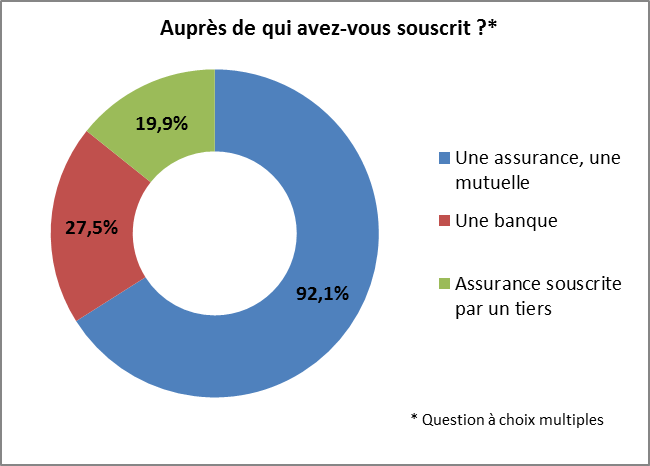 Auprès de qui avez-vous souscrit ?*
19,9%
27,5%
92,1%
Une assurance, une
mutuelle
Une banque
Assurance souscrite
par un tiers
* Question à choix multiples